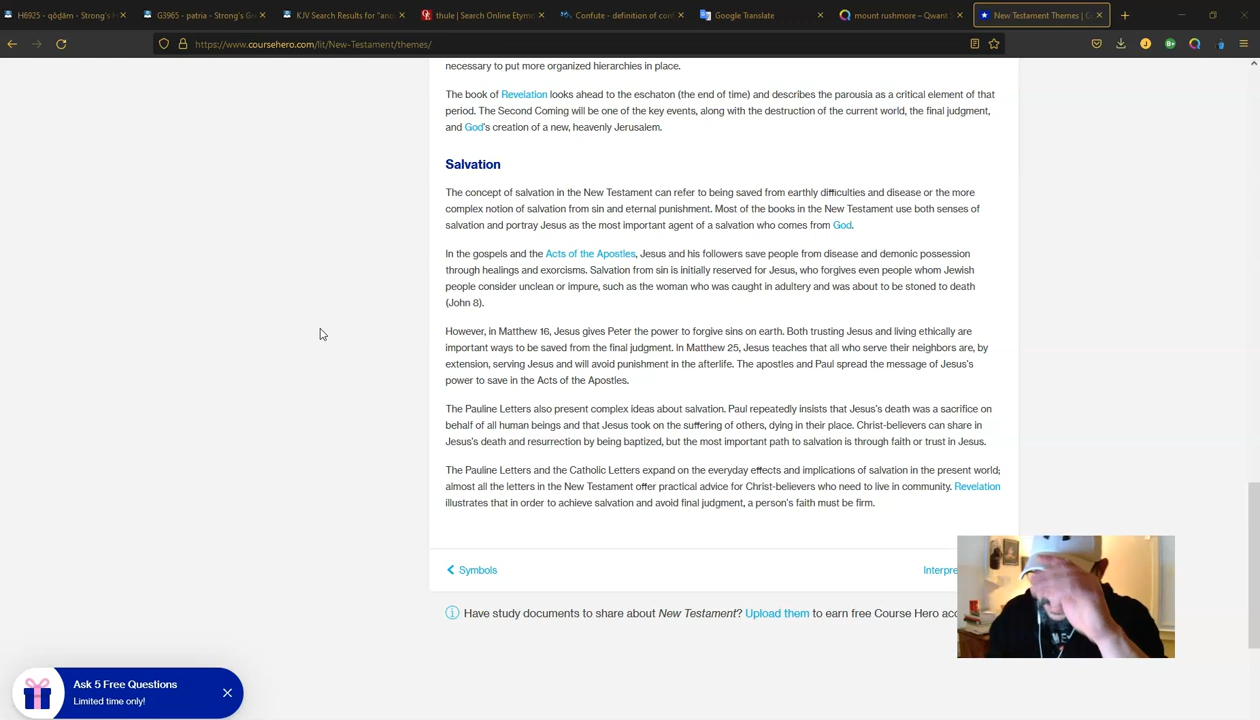 H6925 - qŏḏām - Strong's H
G3965 - patria - Strong's Gr
KJV Search Results for "ano
thule | Search Online Etymo
Confute - definition of conf
Google Translate
mount rushmore – Qwant S
New Testament Themes | C
https://www.coursehero.com/lit/New-Testament/themes/
necessary to put more organized hierarchies in place.
The book of Revelation looks ahead to the eschaton (the end of time) and describes the parousia as a critical element of that
period. The Second Coming will be one of the key events, along with the destruction of the current world, the final judgment,
and God's creation of a new, heavenly Jerusalem.
Salvation
The concept of salvation in the New Testament can refer to being saved from earthly difficulties and disease or the more
complex notion of salvation from sin and eternal punishment. Most of the books in the New Testament use both senses of
salvation and portray Jesus as the most important agent of a salvation who comes from God.
In the gospels and the Acts of the Apostles, Jesus and his followers save people from disease and demonic possession
through healings and exorcisms. Salvation from sin is initially reserved for Jesus, who forgives even people whom Jewish
people consider unclean or impure, such as the woman who was caught in adultery and was about to be stoned to death
(John 8).
However, in Matthew 16, Jesus gives Peter the power to forgive sins on earth. Both trusting Jesus and living ethically are
important ways to be saved from the final judgment. In Matthew 25, Jesus teaches that all who serve their neighbors are, by
extension, serving Jesus and will avoid punishment in the afterlife. The apostles and Paul spread the message of Jesus's
power to save in the Acts of the Apostles.
The Pauline Letters also present complex ideas about salvation. Paul repeatedly insists that Jesus's death was a sacrifice on
behalf of all human beings and that Jesus took on the suffering of others, dying in their place. Christ-believers can share in
Jesus's death and resurrection by being baptized, but the most important path to salvation is through faith or trust in Jesus.
The Pauline Letters and the Catholic Letters expand on the everyday effects and implications of salvation in the present world;
almost all the letters in the New Testament offer practical advice for Christ-believers who need to live in community. Revelation
illustrates that in order to achieve salvation and avoid final judgment, a person's faith must be firm.
Symbols
Interpre
Have study documents to share about New Testament? Upload them to earn free Course Hero acc
Ask 5 Free Questions
Limited time only!